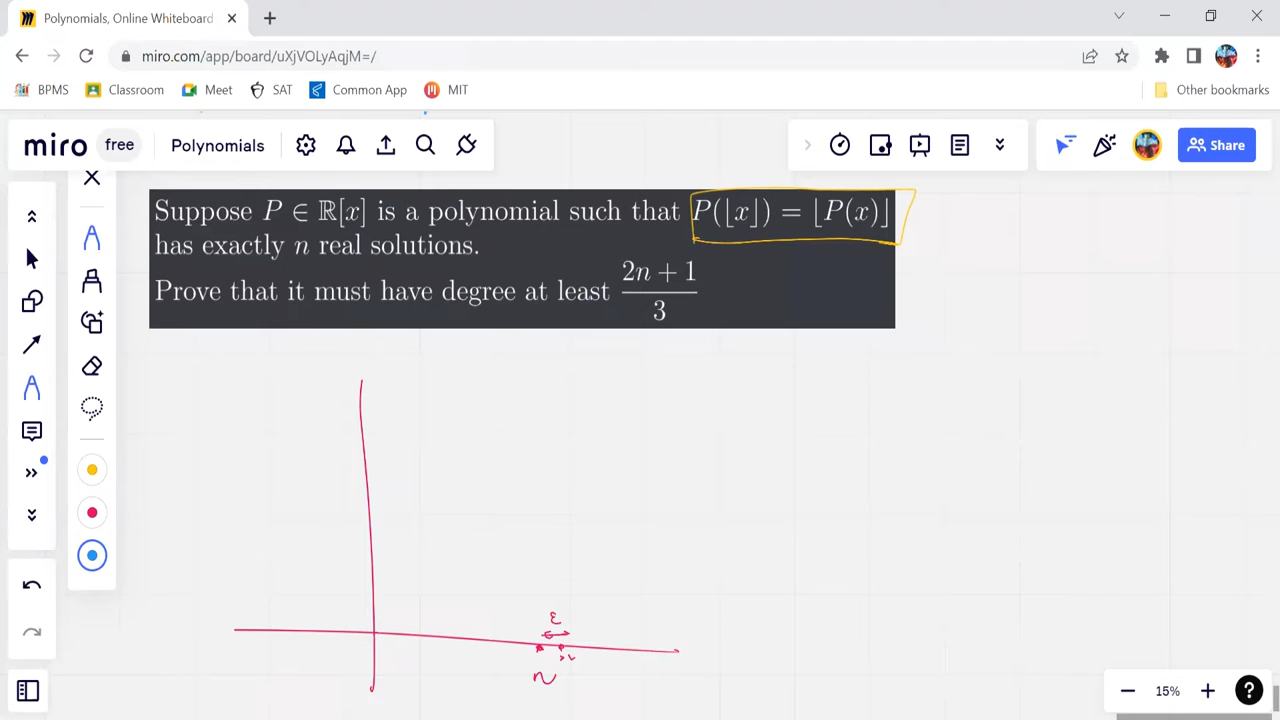 Polynomials, Online Whiteboard
miro.com/app/board/uXjVOLyAqjM=/
BPMS Classroom Meet SAT Common App MIT Other bookmarks
miro free Polynomials Share
Suppose P ∈ ℝ[x] is a polynomial such that P(⌊x⌋) = ⌊P(x)⌋
has exactly n real solutions.
Prove that it must have degree at least (2n + 1)/3
ε
n
15%